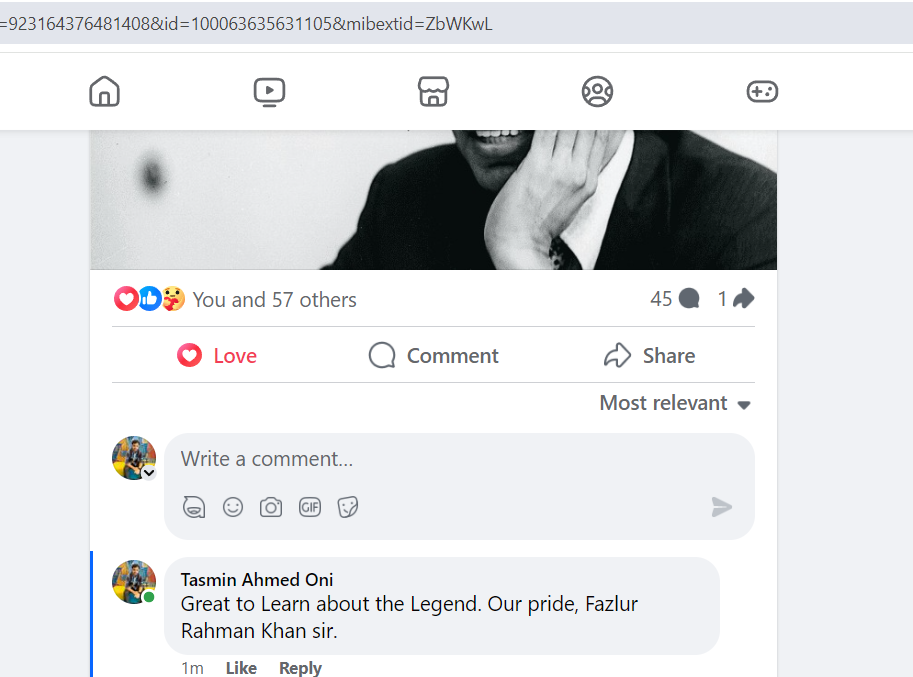 =923164376481408&id=100063635631105&mibextid=ZbWKwL
You and 57 others
45
1
Love
Comment
Share
Most relevant
Write a comment...
GIF
Tasmin Ahmed Oni
Great to Learn about the Legend. Our pride, Fazlur
Rahman Khan sir.
1m Like Reply